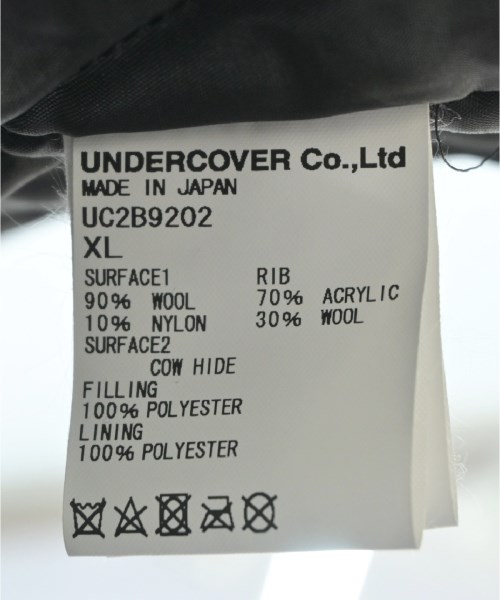 UNDERCOVER Co.,Ltd
MADE IN JAPAN
UC2B9202
XL
SURFACE1
90% WOOL
10% NYLON
RIB
70% ACRYLIC
30% WOOL
SURFACE2
COW HIDE
FILLING
100% POLYESTER
LINING
100% POLYESTER